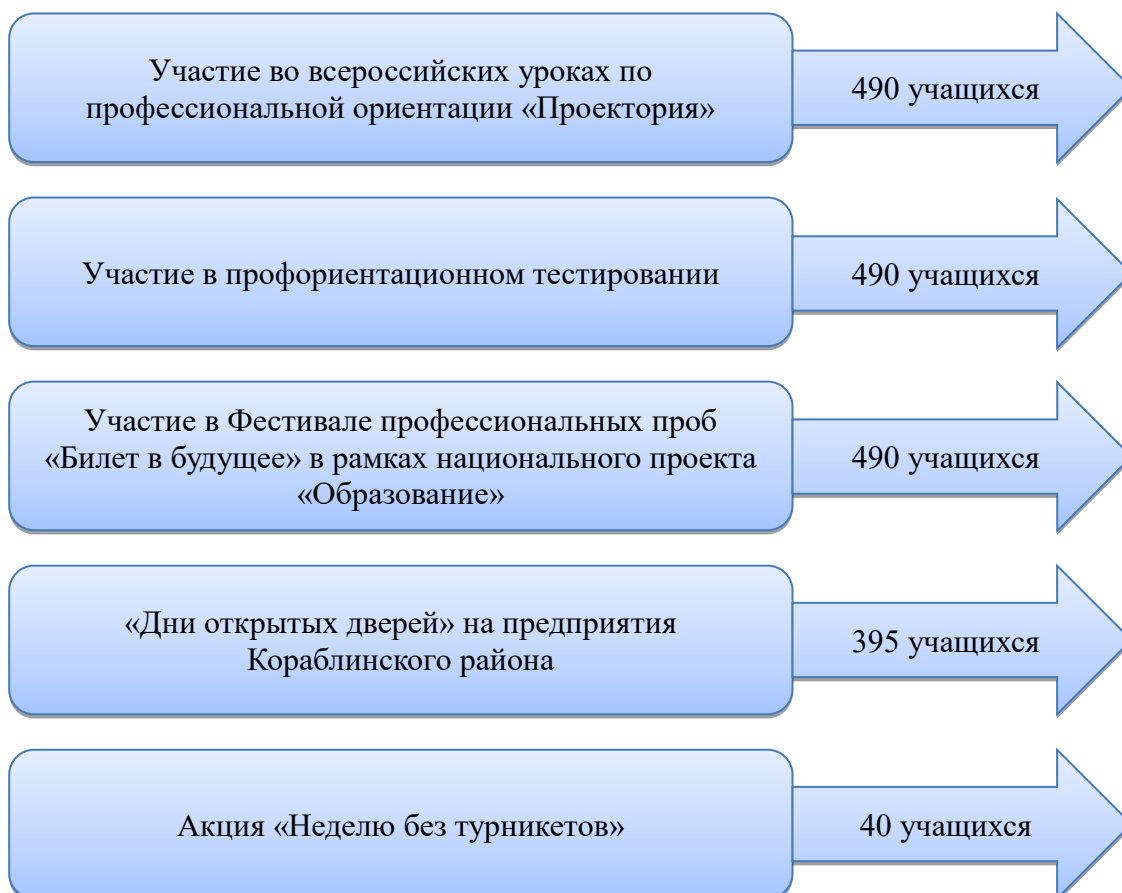 Участие во всероссийских уроках по
профессиональной ориентации «Проектория»
490 учащихся
Участие в профориентационном тестировании
490 учащихся
Участие в Фестивале профессиональных проб
«Билет в будущее» в рамках национального проекта
«Образование»
490 учащихся
«Дни открытых дверей» на предприятия
Кораблинского района
395 учащихся
Акция «Неделю без турникетов»
40 учащихся